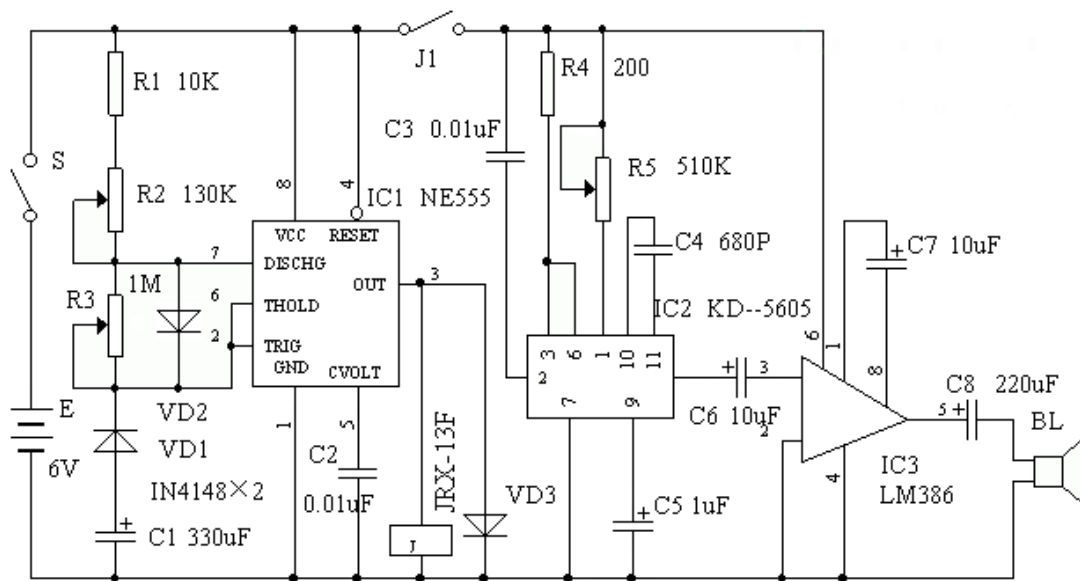 J1
R1 10K
R4 200
C3 0.01uF
S
R2 130K
R5 510K
8
4
IC1 NE555
VCC RESET
C4 680P
C7 10uF
7
DISCHG
1M
OUT
3
R3
6
THOLD
IC2 KD--5605
2
TRIG
GND
CVOLT
3 6 1 10 11
2
6
1
7 9
3
8
C8 220uF
E
VD2
C6 10uF
2
5
BL
1
5
VD1
C2
JRX-13F
4
IC3
LM386
6V
IN4148×2
0.01uF
VD3
C5 1uF
C1 330uF
J
+
+
+
+
+